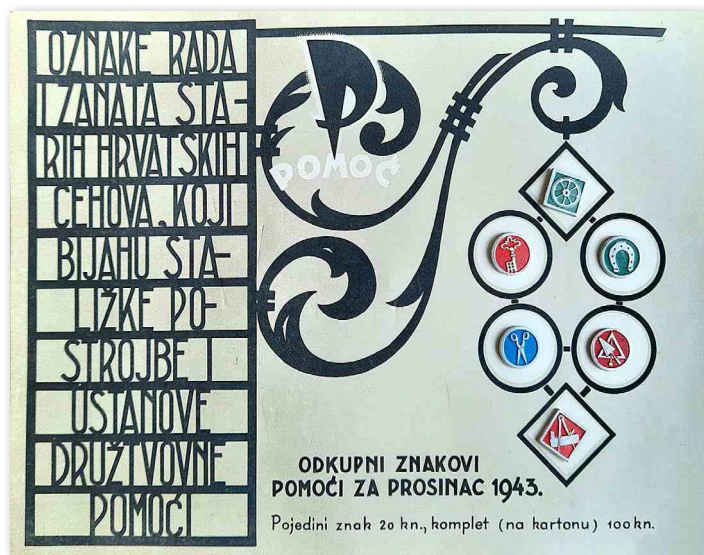 OZNAKE RADA
I ZANATA STA-
RIH HRVATSKIH
CEHOVA, KOJI
BIJAHU STA-
LIŽKE PO-
STROJBE I
USTANOVE
DRUŽTVOVNE
POMOĆI
POMOĆ
ODKUPNI ZNAKOVI
POMOĆI ZA PROSINAC 1943.
Pojedini znak 20 kn., komplet (na kartonu) 100 kn.